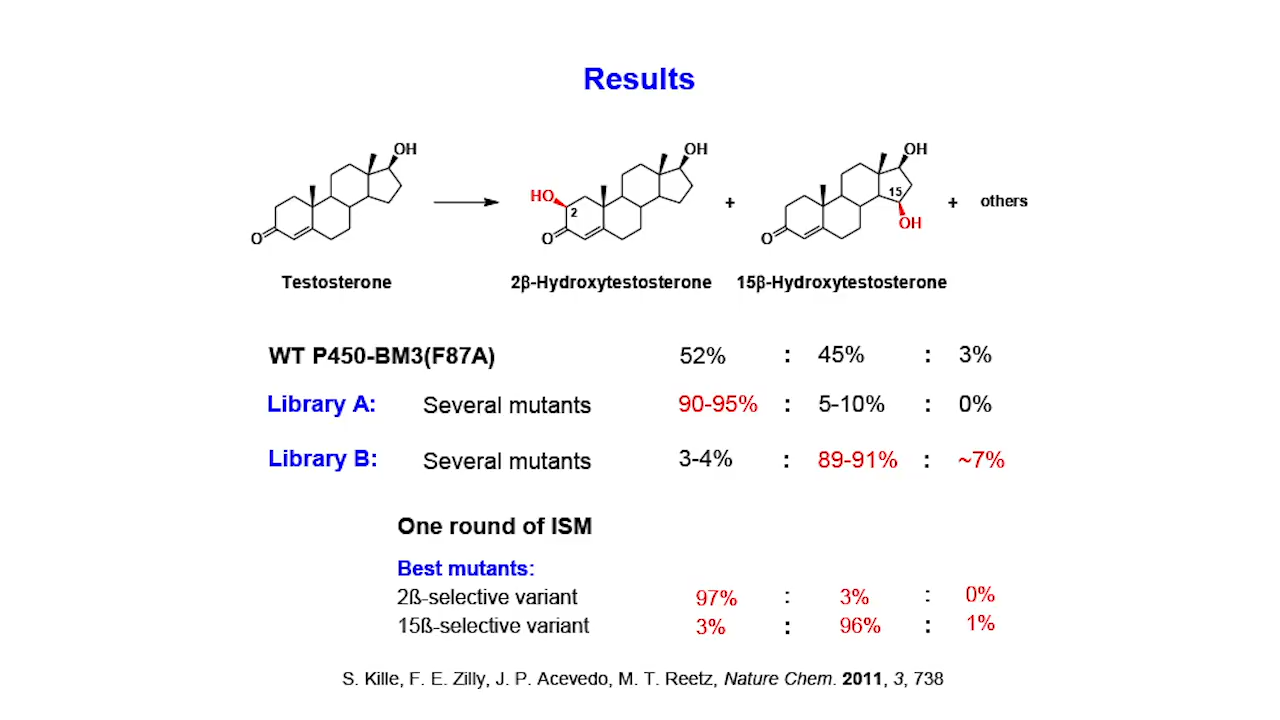 Results
OH
O
Testosterone
OH
HO
2
O
2β-Hydroxytestosterone
+
OH
15
OH
O
15β-Hydroxytestosterone
+ others
WT P450-BM3(F87A) 52% : 45% : 3%
Library A: Several mutants 90-95% : 5-10% : 0%
Library B: Several mutants 3-4% : 89-91% : ~7%
One round of ISM
Best mutants:
2ß-selective variant 97% : 3% : 0%
15ß-selective variant 3% : 96% : 1%
S. Kille, F. E. Zilly, J. P. Acevedo, M. T. Reetz, Nature Chem. 2011, 3, 738